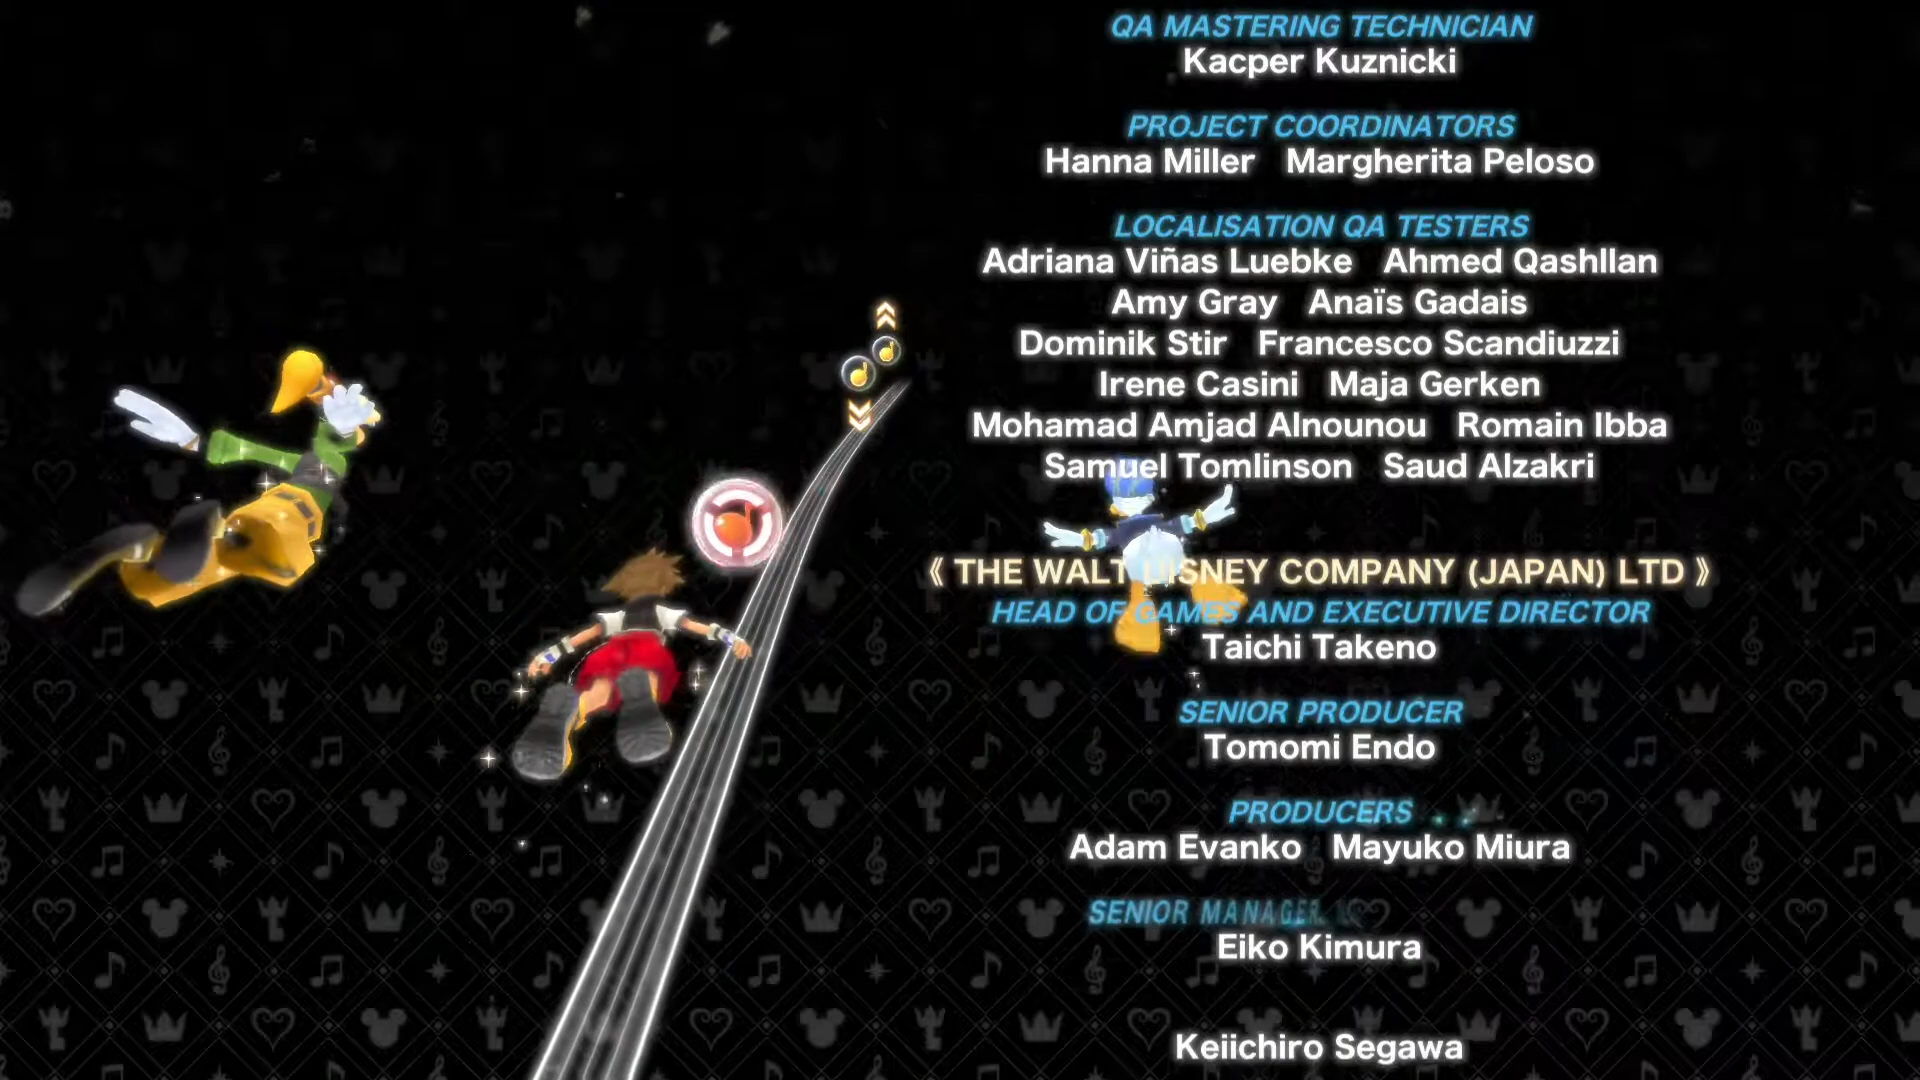 QA MASTERING TECHNICIAN
Kacper Kuznicki
PROJECT COORDINATORS
Hanna Miller Margherita Peloso
LOCALISATION QA TESTERS
Adriana Viñas Luebke Ahmed Qashllan
Amy Gray Anaïs Gadais
Dominik Stir Francesco Scandiuzzi
Irene Casini Maja Gerken
Mohamad Amjad Alnounou Romain Ibba
Samuel Tomlinson Saud Alzakri
《 THE WALT DISNEY COMPANY (JAPAN) LTD 》
HEAD OF GAMES AND EXECUTIVE DIRECTOR
Taichi Takeno
SENIOR PRODUCER
Tomomi Endo
PRODUCERS
Adam Evanko Mayuko Miura
SENIOR MANAGER
Eiko Kimura
Keiichiro Segawa